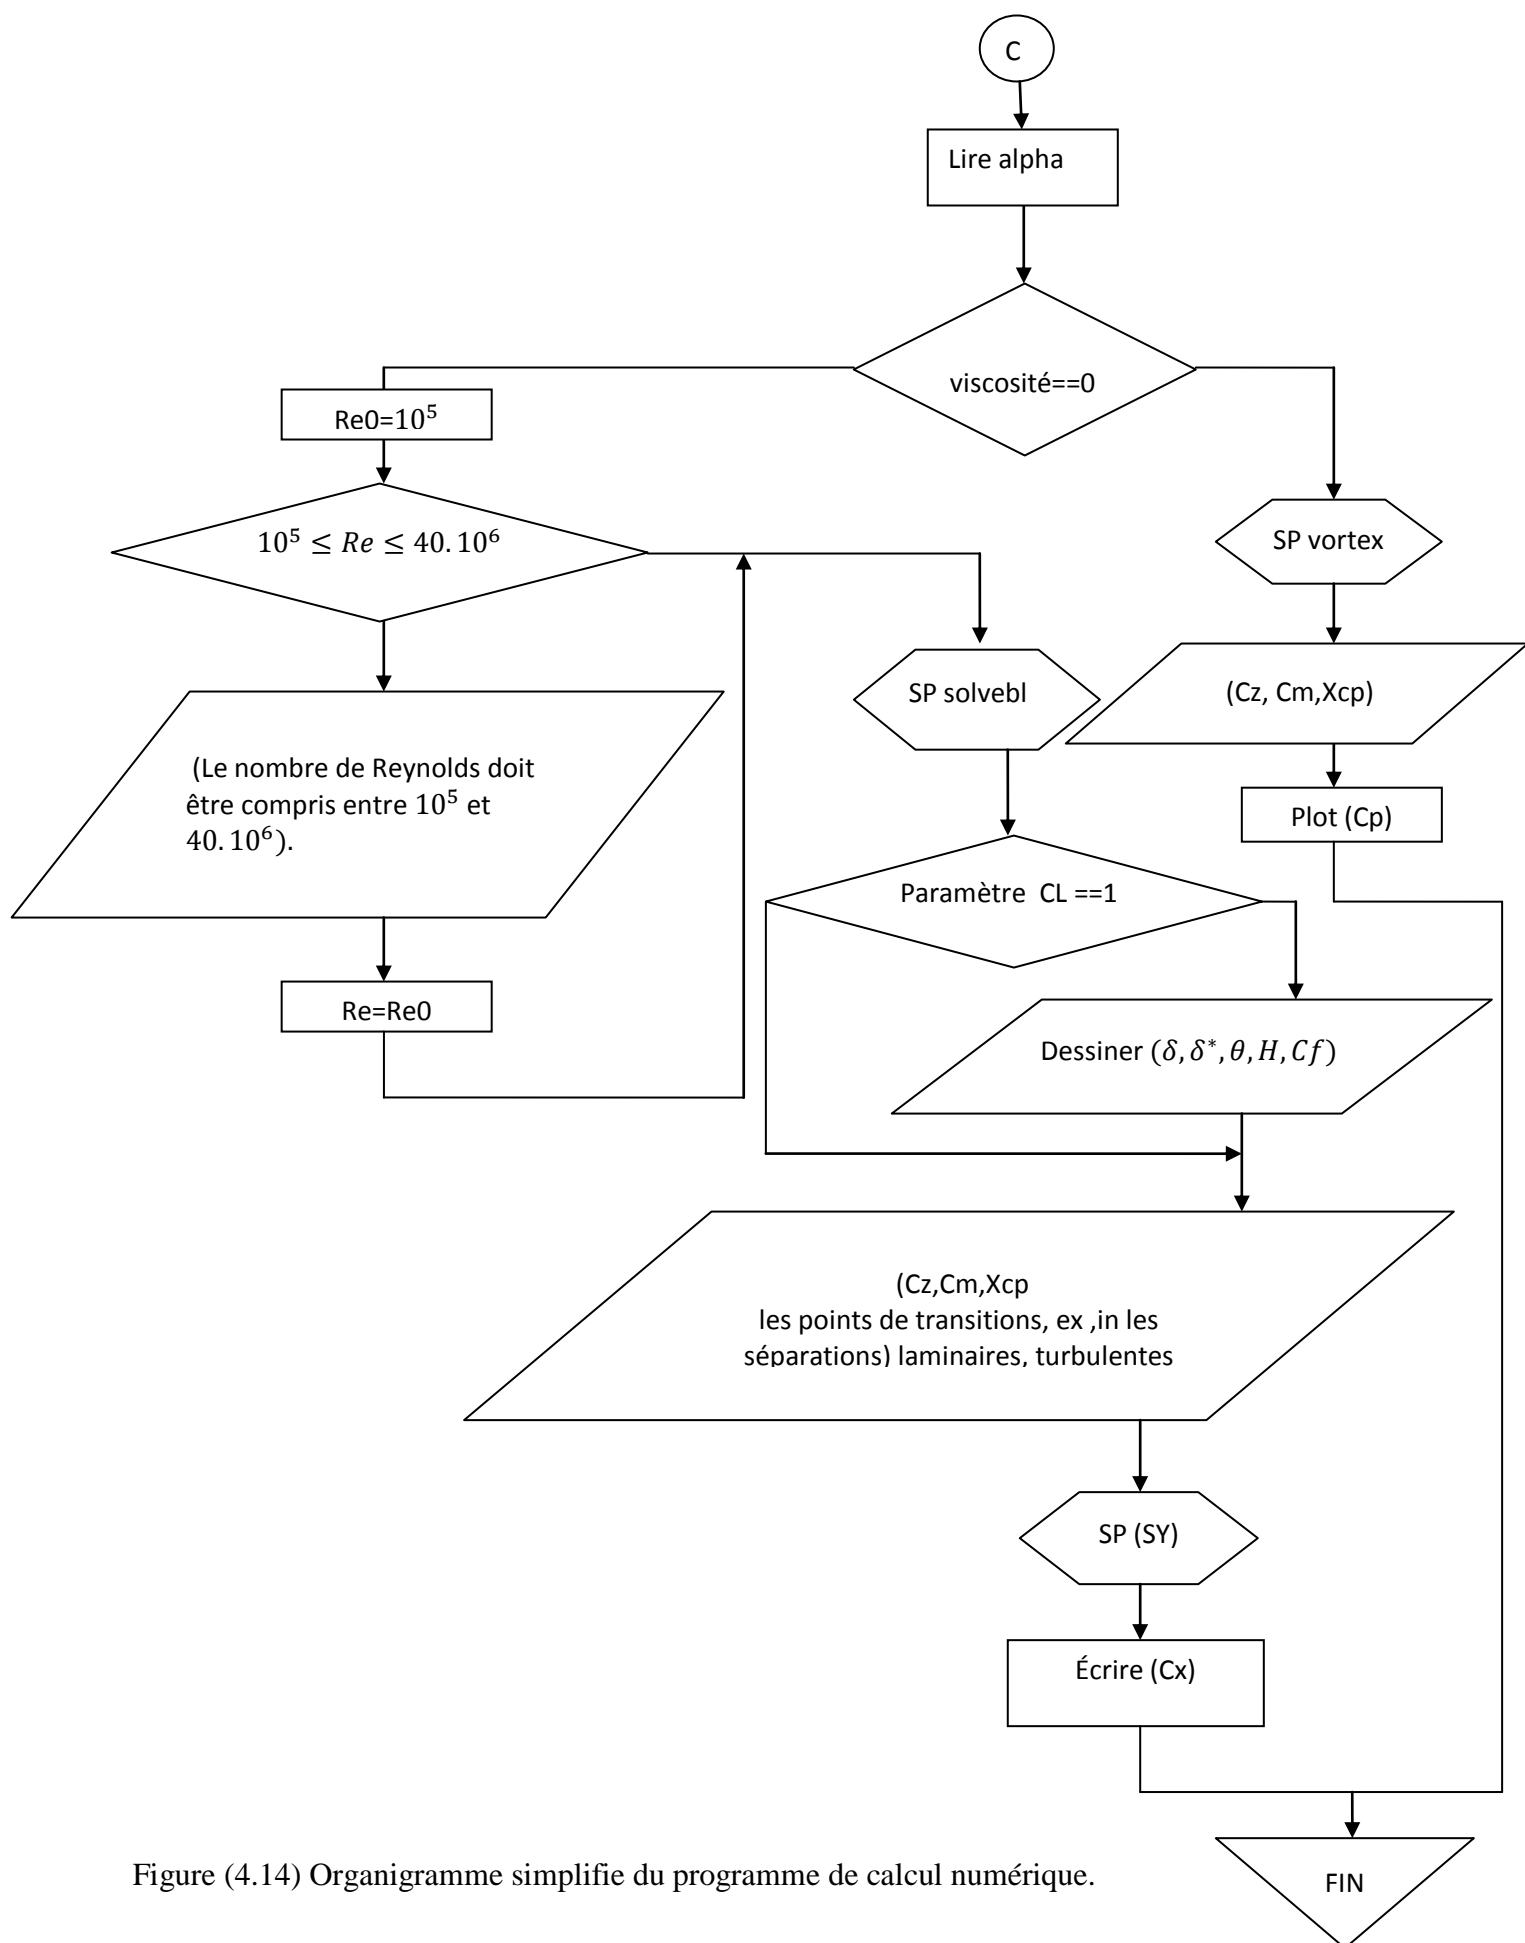 C
Lire alpha
viscosité==0
Re0=10⁵
10⁵ ≤ Re ≤ 40. 10⁶
SP vortex
SP solvebl
(Cz, Cm,Xcp)
(Le nombre de Reynolds doit
être compris entre 10⁵ et
40. 10⁶).
Plot (Cp)
Paramètre CL ==1
Re=Re0
Dessiner (δ, δ*, θ, H, Cf)
(Cz,Cm,Xcp
les points de transitions, ex ,in les
séparations) laminaires, turbulentes
SP (SY)
Écrire (Cx)
Figure (4.14) Organigramme simplifie du programme de calcul numérique.
FIN